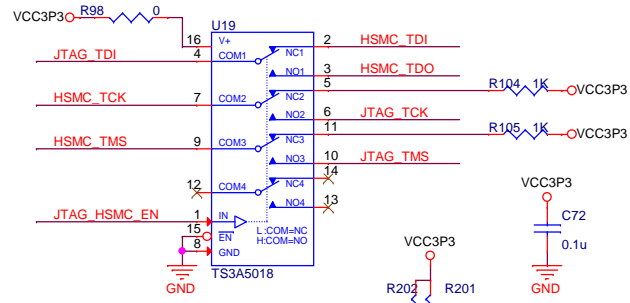 VCC3P3 R98 0
U19
16 V+
JTAG_TDI 4 COM1 NC1 2 HSMC_TDI
NO1 3 HSMC_TDO
HSMC_TCK 7 COM2 NC2 5 R104 1K VCC3P3
NO2 6 JTAG_TCK
HSMC_TMS 9 COM3 NC3 11 R105 1K VCC3P3
NO3 10 JTAG_TMS
12 COM4 NC4 14
NO4 13
JTAG_HSMC_EN 1 IN
15 EN
8 GND
L:COM=NC
H:COM=NO
TS3A5018
GND
VCC3P3
C72
0.1u
GND
VCC3P3
R202 R201